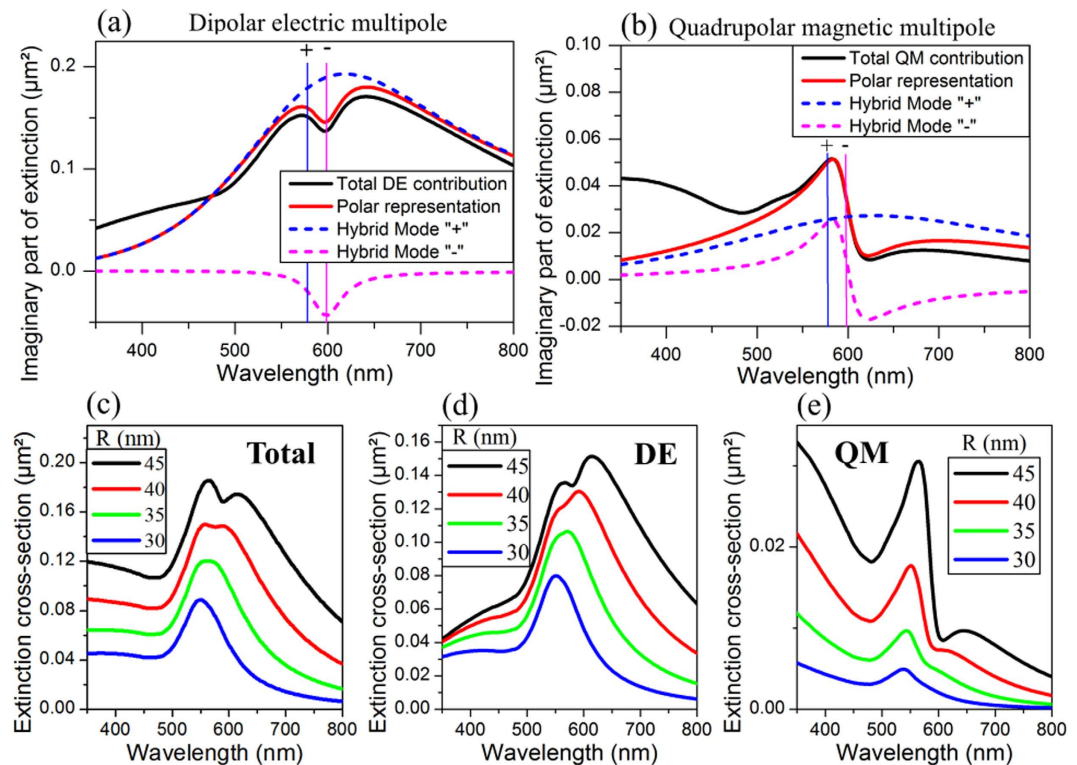 (a) Dipolar electric multipole
+ -
Imaginary part of extinction (μm²)
0.2
0.1
0.0
Total DE contribution
Polar representation
Hybrid Mode "+"
Hybrid Mode "-"
400 500 600 700 800
Wavelength (nm)
(b) Quadrupolar magnetic multipole
Imaginary part of extinction (μm²)
0.10
0.08
0.06
0.04
0.02
0.00
-0.02
Total QM contribution
Polar representation
Hybrid Mode "+"
Hybrid Mode "-"
+ -
400 500 600 700 800
Wavelength (nm)
(c)
Extinction cross-section (μm²)
0.20
0.16
0.12
0.08
0.04
0.00
R (nm)
45
40
35
30
Total
400 500 600 700 800
Wavelength (nm)
(d)
Extinction cross-section (μm²)
0.16
0.14
0.12
0.10
0.08
0.06
0.04
0.02
0.00
R (nm)
45
40
35
30
DE
400 500 600 700 800
Wavelength (nm)
(e)
Extinction cross-section (μm²)
0.02
0.00
QM
R (nm)
45
40
35
30
400 500 600 700 800
Wavelength (nm)